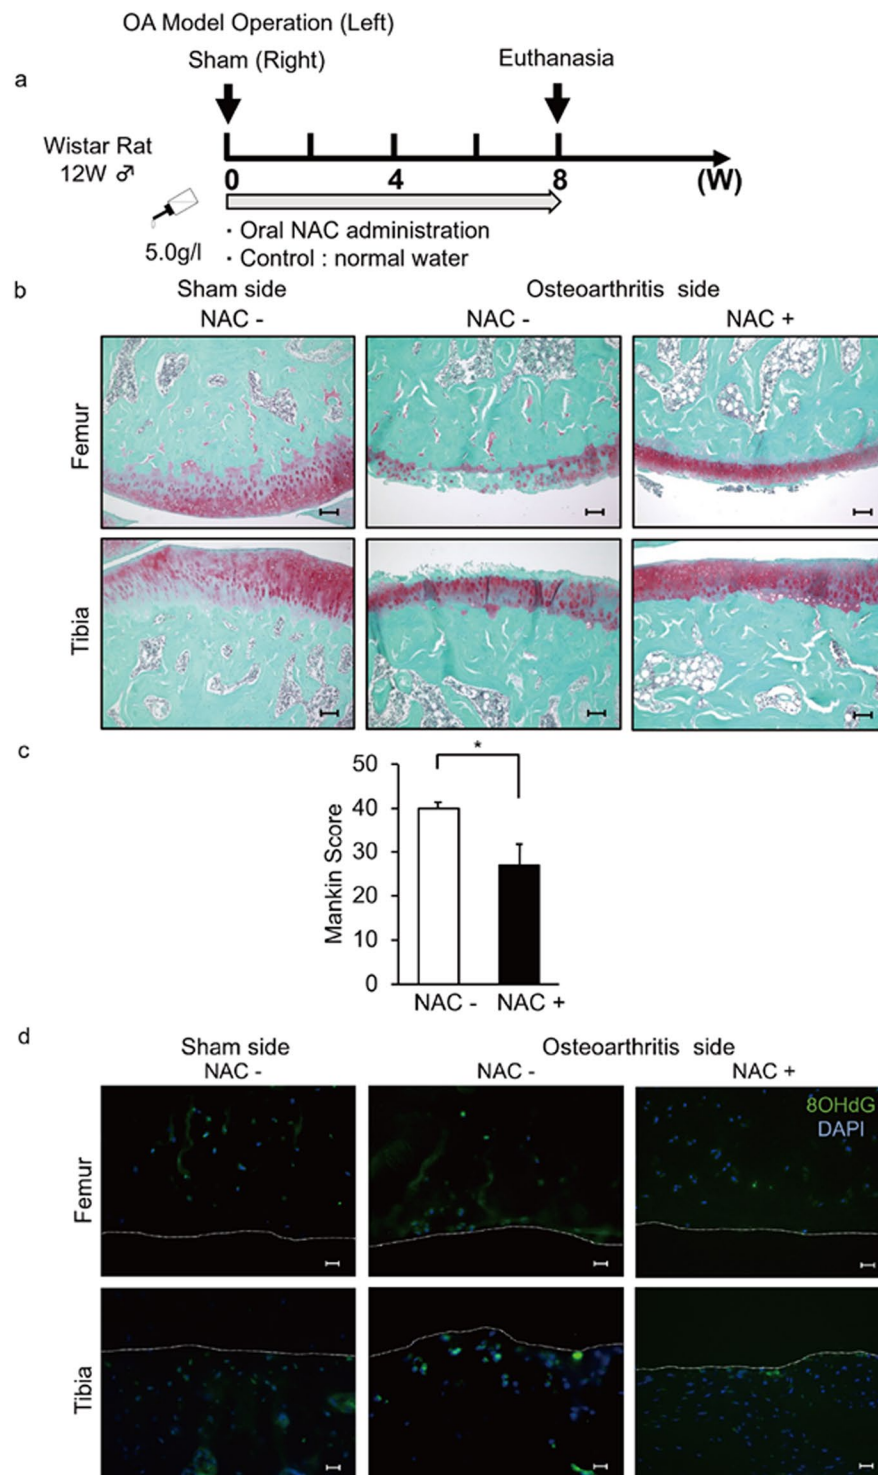 OA Model Operation (Left)
Sham (Right)
Euthanasia
a
Wistar Rat
12W ♂
0
4
8
(W)
5.0g/l
· Oral NAC administration
· Control : normal water
b
Sham side
Osteoarthritis side
NAC -
NAC -
NAC +
Femur
Tibia
c
50
40
30
20
10
0
Mankin Score
*
NAC -
NAC +
d
Sham side
Osteoarthritis side
NAC -
NAC -
NAC +
8OHdG
DAPI
Femur
Tibia